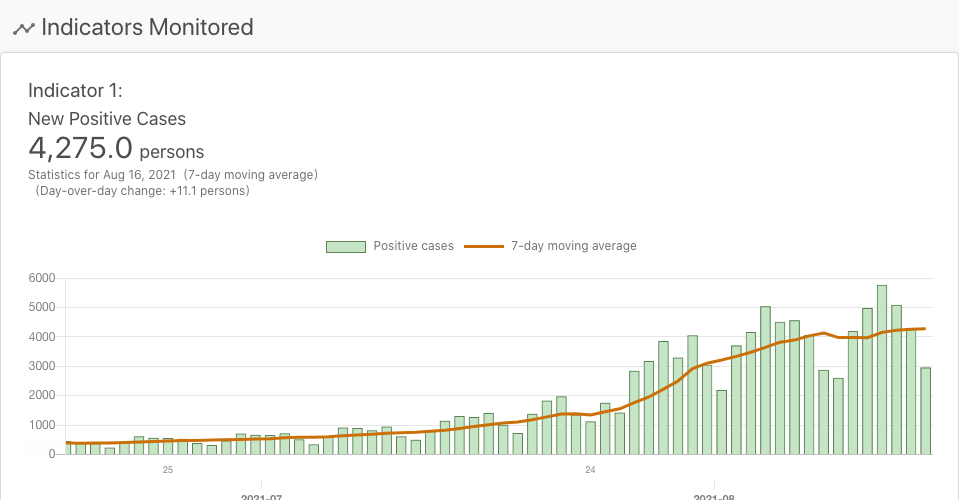 Indicators Monitored
Indicator 1:
New Positive Cases
4,275.0 persons
Statistics for Aug 16, 2021 (7-day moving average)
(Day-over-day change: +11.1 persons)
Positive cases 7-day moving average
6000
5000
4000
3000
2000
1000
0
25 24
2021-07 2021-08